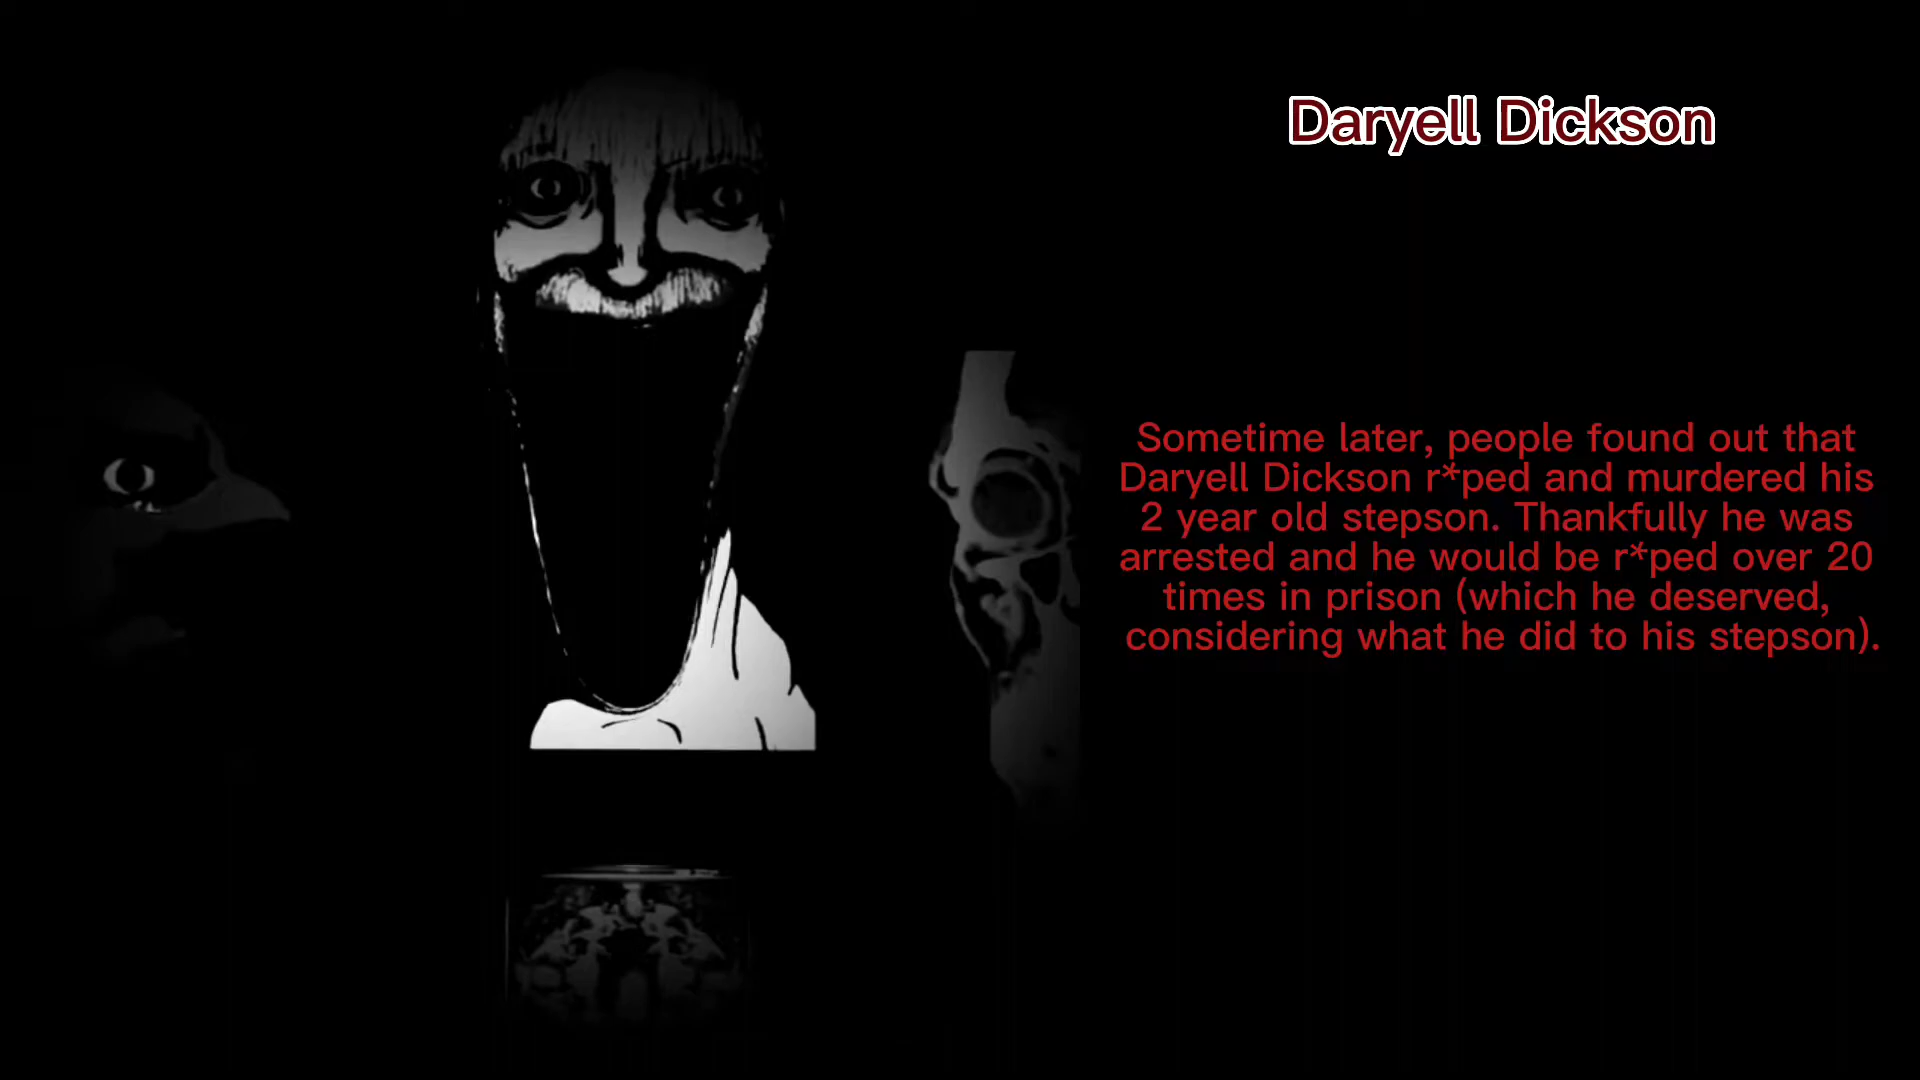 Daryell Dickson
Sometime later, people found out that
Daryell Dickson r*ped and murdered his
2 year old stepson. Thankfully he was
arrested and he would be r*ped over 20
times in prison (which he deserved,
considering what he did to his stepson).